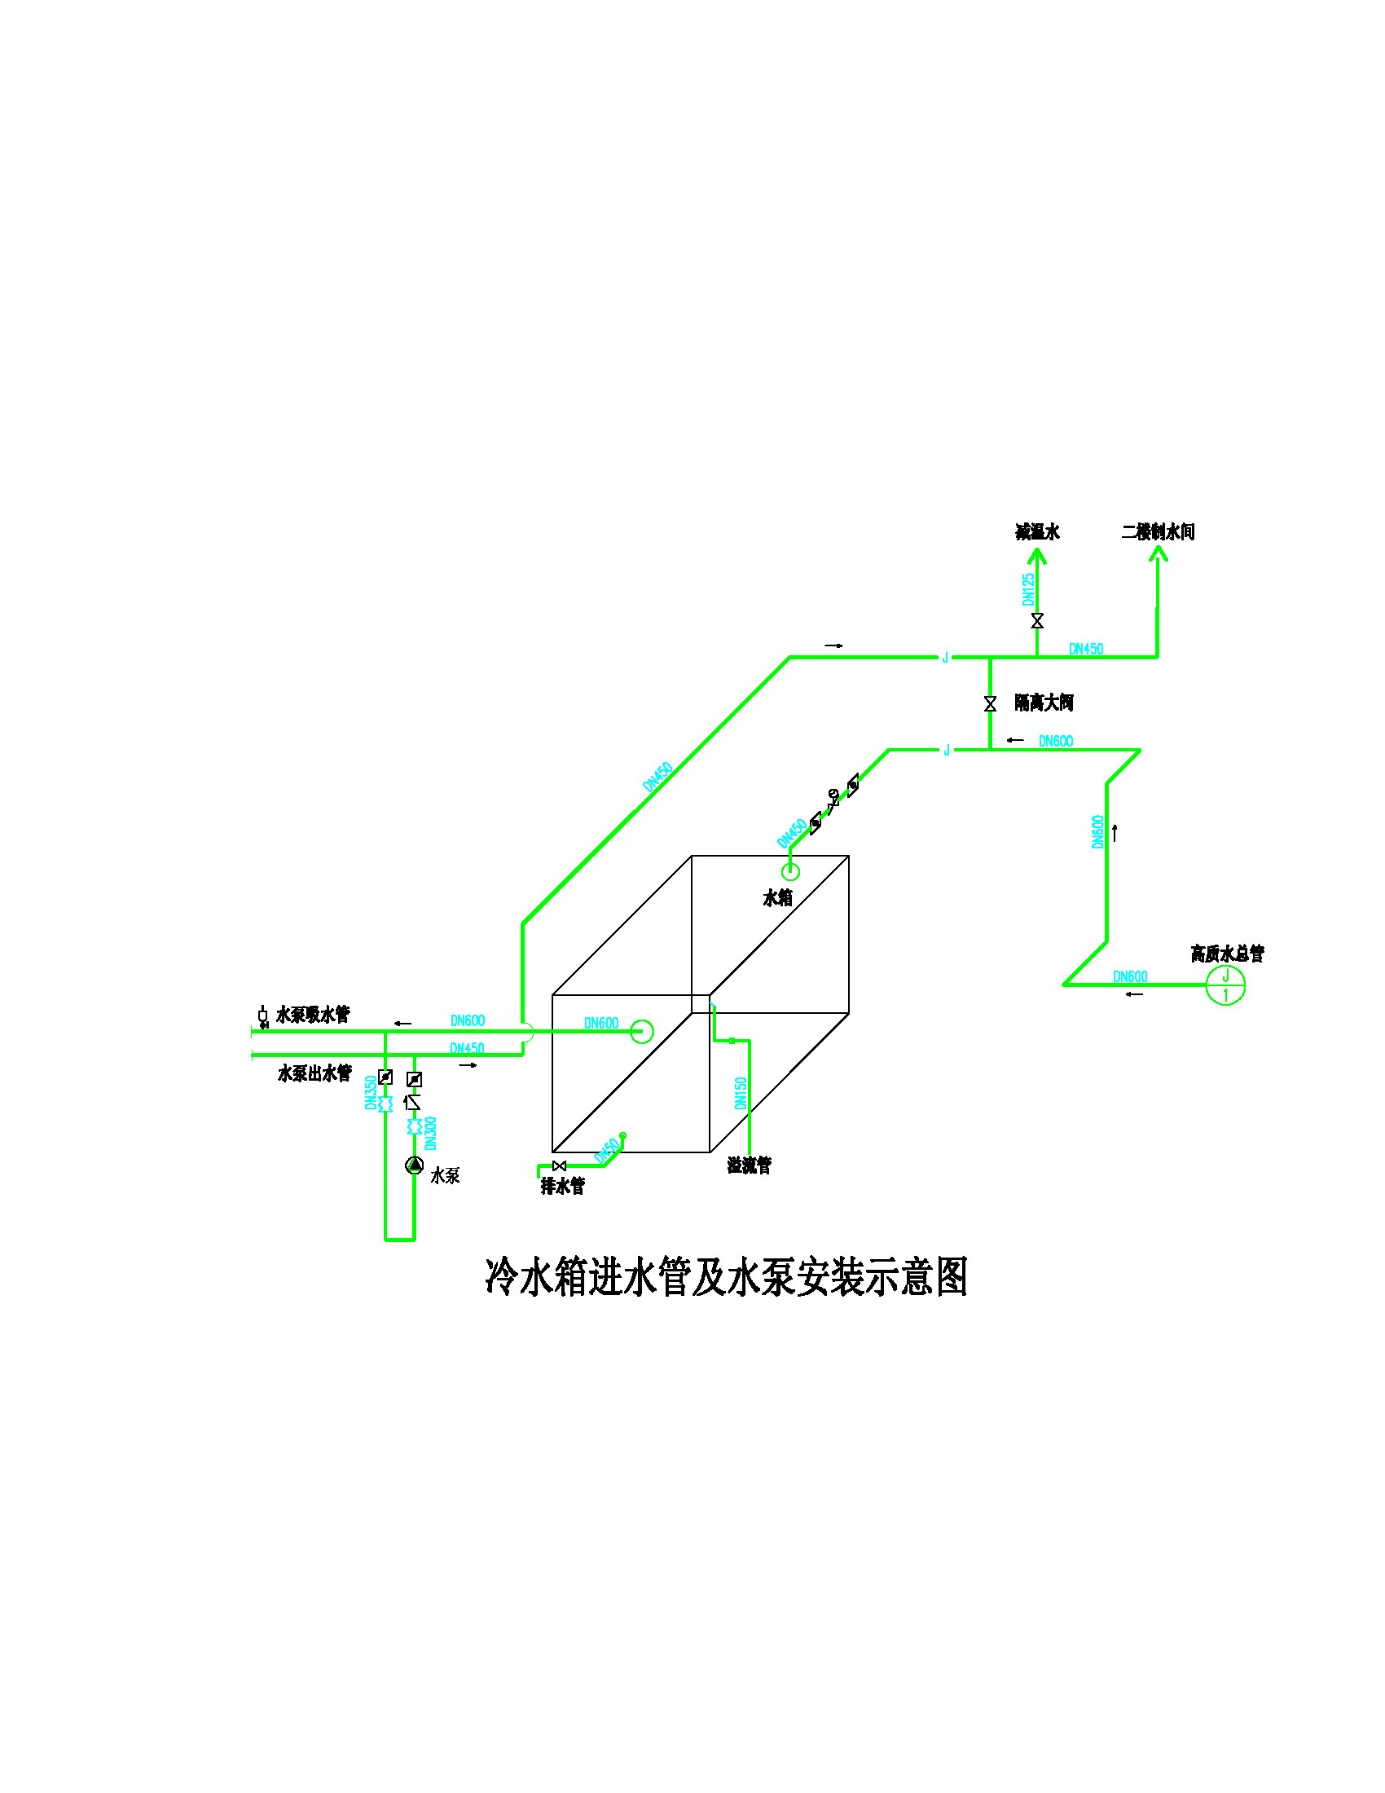 减温水
二楼制水间
DN125
DN450
J
隔离大阀
DN600
J
DN450
DN450
DN600
水箱
高质水总管
DN600
J
1
水泵吸水管
DN600
DN600
DN450
水泵出水管
DN350
DN300
DN150
DN50
水泵
溢流管
排水管
冷水箱进水管及水泵安装示意图